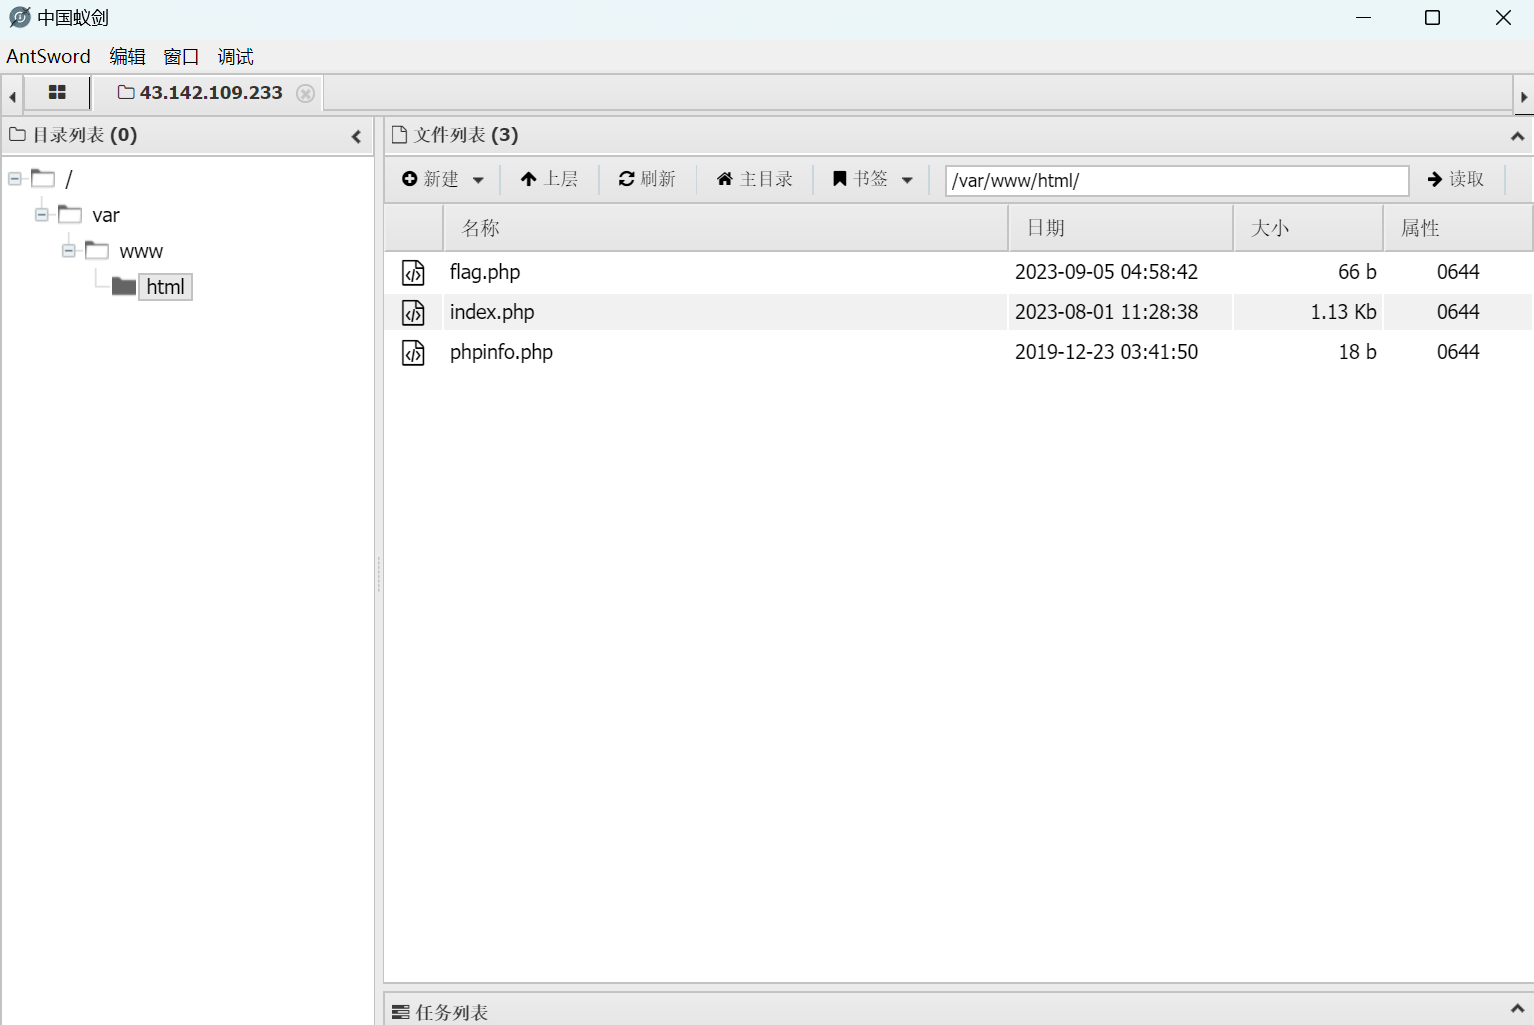 中国蚁剑
AntSword 编辑 窗口 调试
43.142.109.233
目录列表 (0)
/
var
www
html
文件列表 (3)
新建 上层 刷新 主目录 书签 /var/www/html/ 读取
名称 日期 大小 属性
flag.php 2023-09-05 04:58:42 66 b 0644
index.php 2023-08-01 11:28:38 1.13 Kb 0644
phpinfo.php 2019-12-23 03:41:50 18 b 0644
任务列表